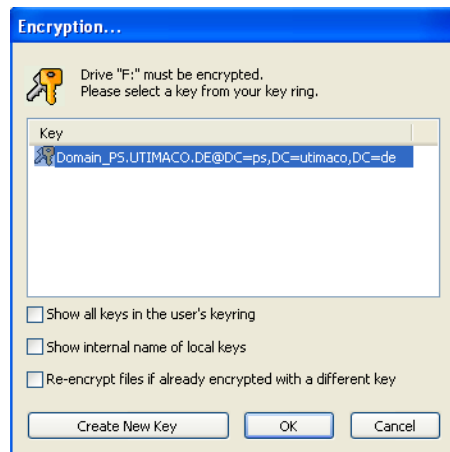 Encryption...
Drive "F:" must be encrypted.
Please select a key from your key ring.
Key
Domain_PS.UTIMACO.DE@DC=ps,DC=utimaco,DC=de
Show all keys in the user's keyring
Show internal name of local keys
Re-encrypt files if already encrypted with a different key
Create New Key OK Cancel